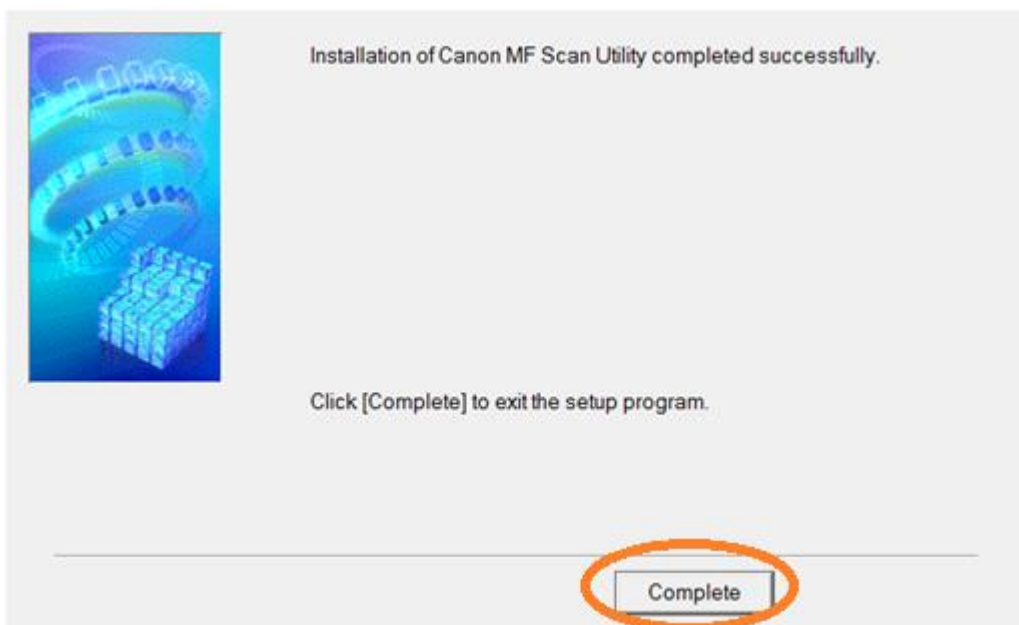 Installation of Canon MF Scan Utility completed successfully.
Click [Complete] to exit the setup program.
Complete